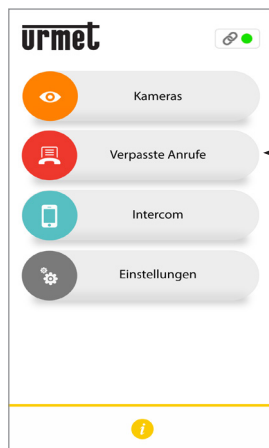 urmet
Kameras
Verpasste Anrufe
Intercom
Einstellungen
i